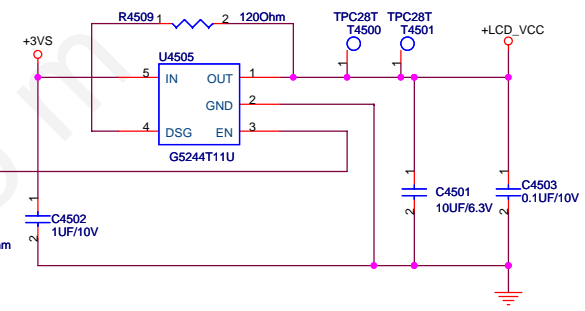 R4509 1 2 120Ohm
TPC28T TPC28T
T4500 T4501
+3VS
+LCD_VCC
U4505
1 1
5 IN OUT 1
GND 2
4 DSG EN 3
G5244T11U
1 1 1
C4502
1UF/10V
2
C4501
10UF/6.3V
2
C4503
0.1UF/10V
2